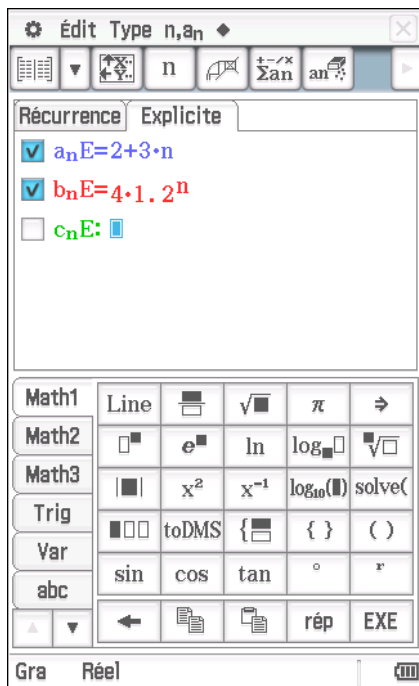 Édit Type n,aₙ ◆
n Σan an
Récurrence Explicite
aₙE=2+3·n
bₙE=4·1.2ⁿ
cₙE:
Math1 Line √■ π ⇒
Math2 □■ e■ ln log■□ ■√□
Math3 |■| x² x⁻¹ log₁₀(■) solve(
Trig ■□□ toDMS { { } ( )
Var
abc sin cos tan ° r
rép EXE
Gra Réel